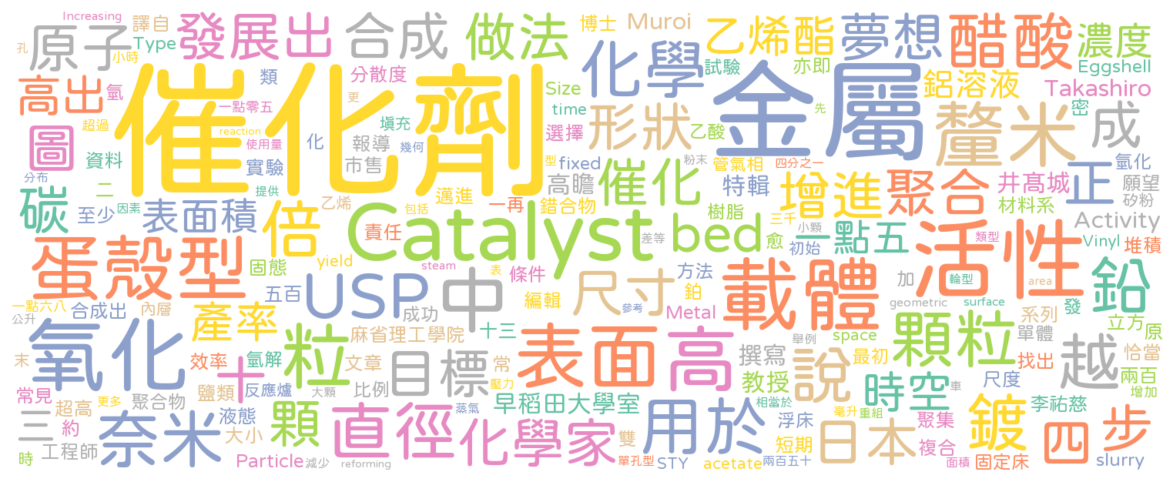 Increasing
譯自
博士
Muroi
孔
原子
小時
Type
發展出
合成
做法
乙烯酯
夢想
醋酸
濃度
類
分散度
化學
試驗
亦即
Eggshell
高出
氫
一點零五
更
Size
金屬
鋁溶液
Takashiro
密
超過
reaction
催化劑
time
形狀
先
圖
使用量
填充
選擇
乙酸
釐米
成
資料
實驗
化
報導
幾何
市售
型
fixed
粉末
管氣相
四分之一
氫化
分布
二
提供
邁進
高瞻
催化
特輯
增進
聚合
井髙城
正
願望
碳
至少
因素
表面積
倍
乙烯
包括
一再
錯合物
樹脂
三千
材料系
矽粉
Catalyst
責任
差等
bed
小顆
愈
初始
點五
類型
活性
Activity
Vinyl
堆積
蛋殼型
固態
yield
steam
表
條件
方法
鉑
載體
加
輪型
發
鉛
一點六八
合成出
內層
五百
USP
成功
中
編輯
尺寸
參考
Metal
geometric
surface
area
系列
立方
公升
產率
麻省理工學院
十三
space
舉例
單體
原
末
氧化
效率
氫解
粒
文章
常
表面
高
撰寫
最初
說
顆粒
找出
恰當
越
常見
鹽類
十
反應爐
大顆
比例
目標
壓力
教授
時空
車
尺度
兩百
增加
更多
三
超高
聚合物
液態
顆
直徑
蒸氣
早稻田大學室
相當於
毫升
重組
李祐慈
約
奈米
大小
化學家
用於
浮床
聚集
鍍
四
步
時
工程師
Particle
減少
reforming
雙
單孔型
STY
短期
acetate
兩百五十
日本
複合
面積
固定床
slurry